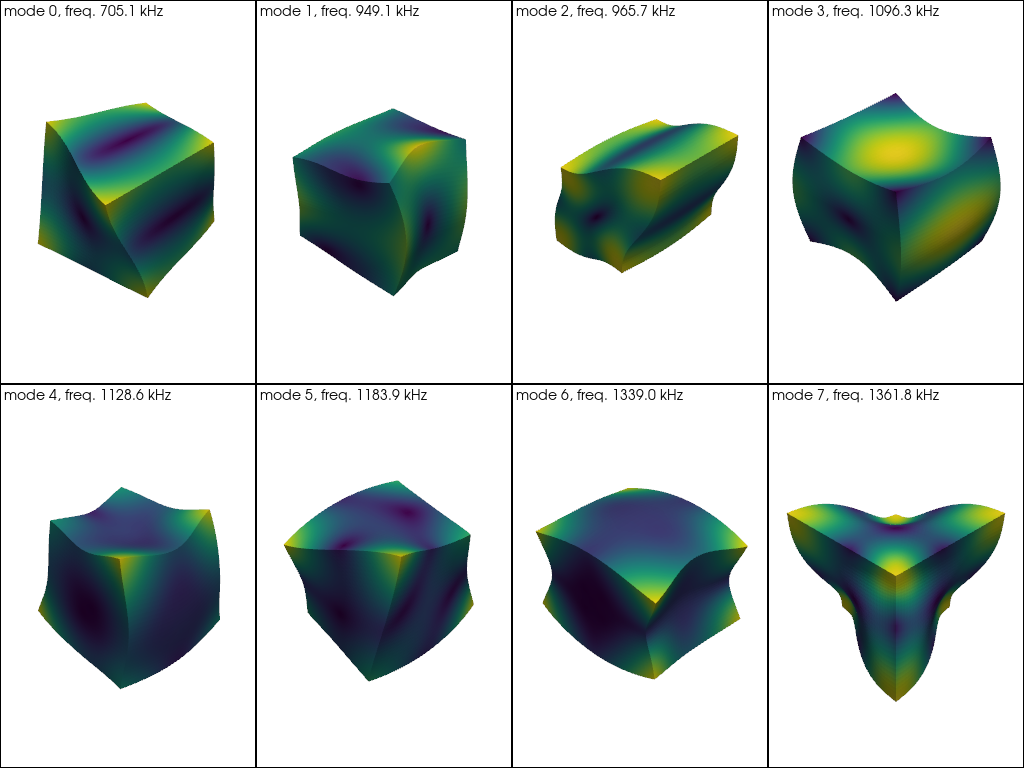 mode 0, freq. 705.1 kHz
mode 1, freq. 949.1 kHz
mode 2, freq. 965.7 kHz
mode 3, freq. 1096.3 kHz
mode 4, freq. 1128.6 kHz
mode 5, freq. 1183.9 kHz
mode 6, freq. 1339.0 kHz
mode 7, freq. 1361.8 kHz